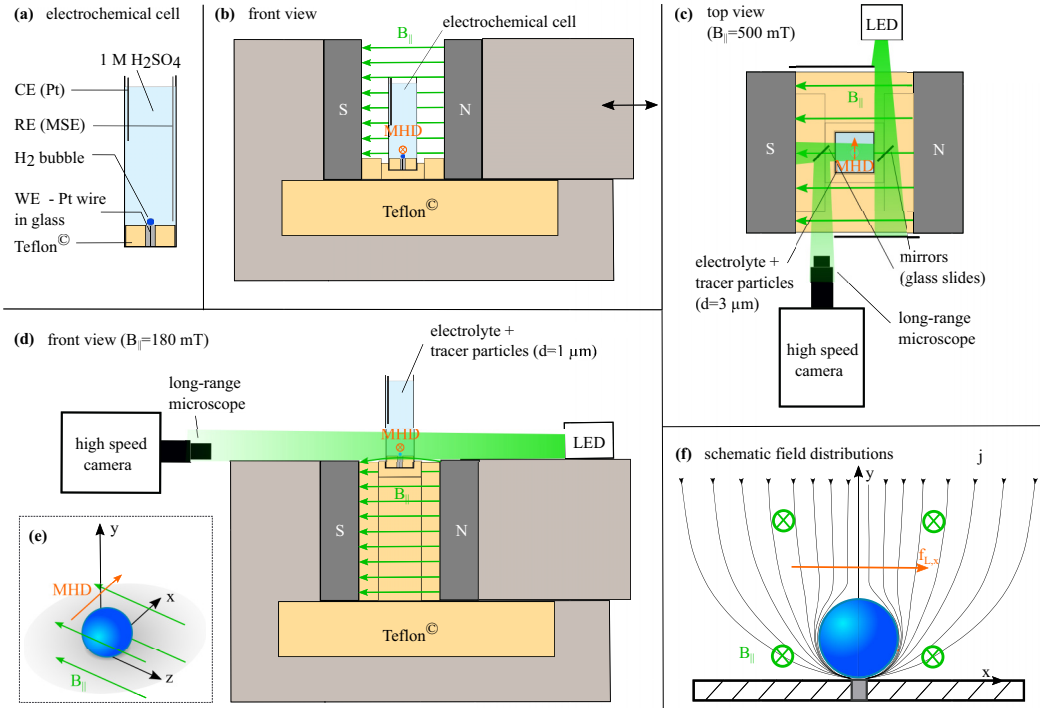 (a) electrochemical cell
1 M H2SO4
CE (Pt)
RE (MSE)
H2 bubble
WE - Pt wire
in glass
Teflon©
(b) front view
electrochemical cell
B||
S
N
MHD
Teflon©
(c) top view
(B||=500 mT)
LED
B||
S
N
MHD
electrolyte +
tracer particles
(d=3 µm)
mirrors
(glass slides)
long-range
microscope
high speed
camera
(d) front view (B||=180 mT)
electrolyte +
tracer particles (d=1 µm)
long-range
microscope
high speed
camera
MHD
LED
S
N
B||
Teflon©
(e)
y
MHD
x
z
B||
(f) schematic field distributions
j
y
fL,x
B||
x